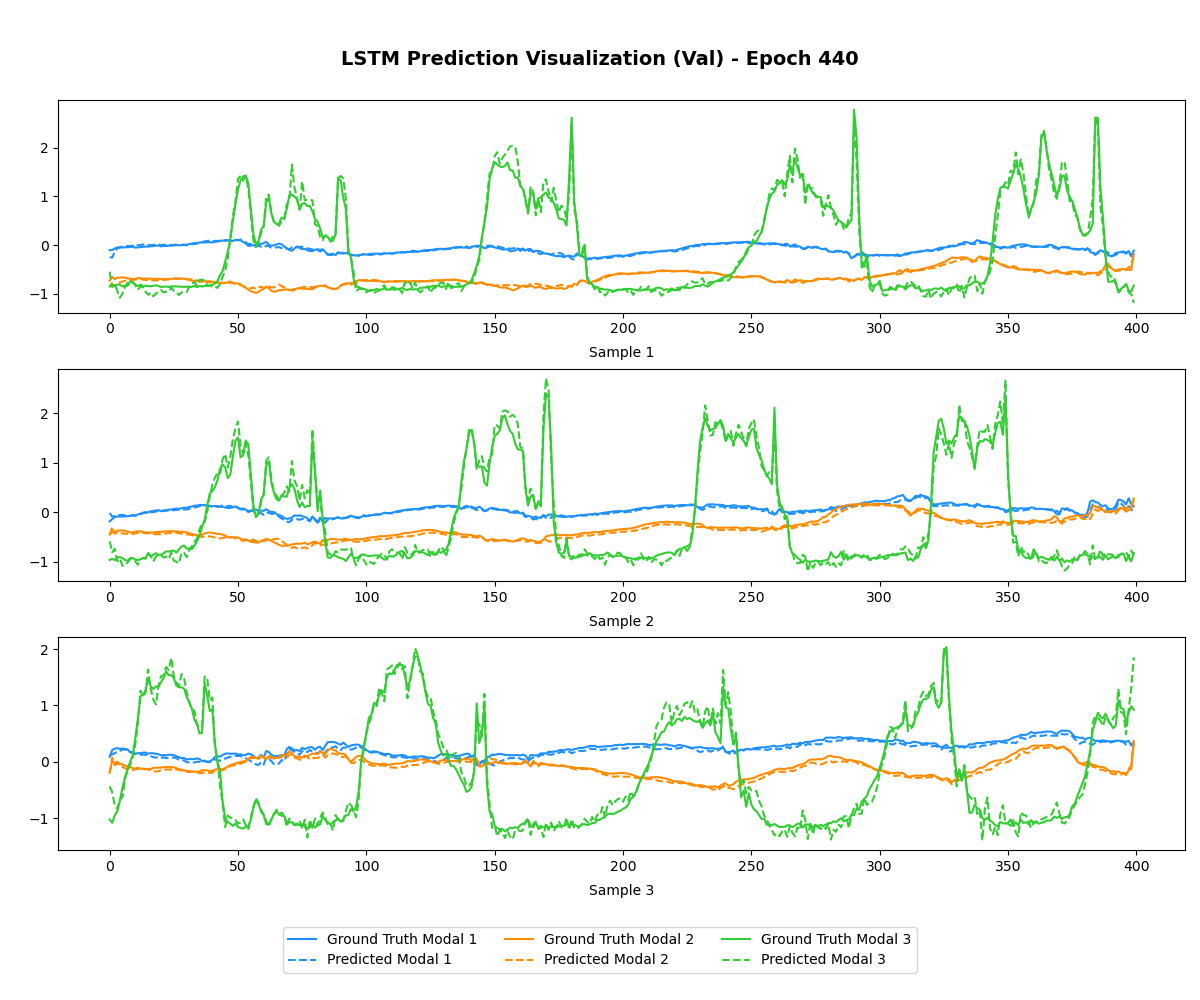 LSTM Prediction Visualization (Val) - Epoch 440
2
1
0
−1
0 50 100 150 200 250 300 350 400
Sample 1
2
1
0
−1
0 50 100 150 200 250 300 350 400
Sample 2
2
1
0
−1
0 50 100 150 200 250 300 350 400
Sample 3
Ground Truth Modal 1 Ground Truth Modal 2 Ground Truth Modal 3
Predicted Modal 1 Predicted Modal 2 Predicted Modal 3